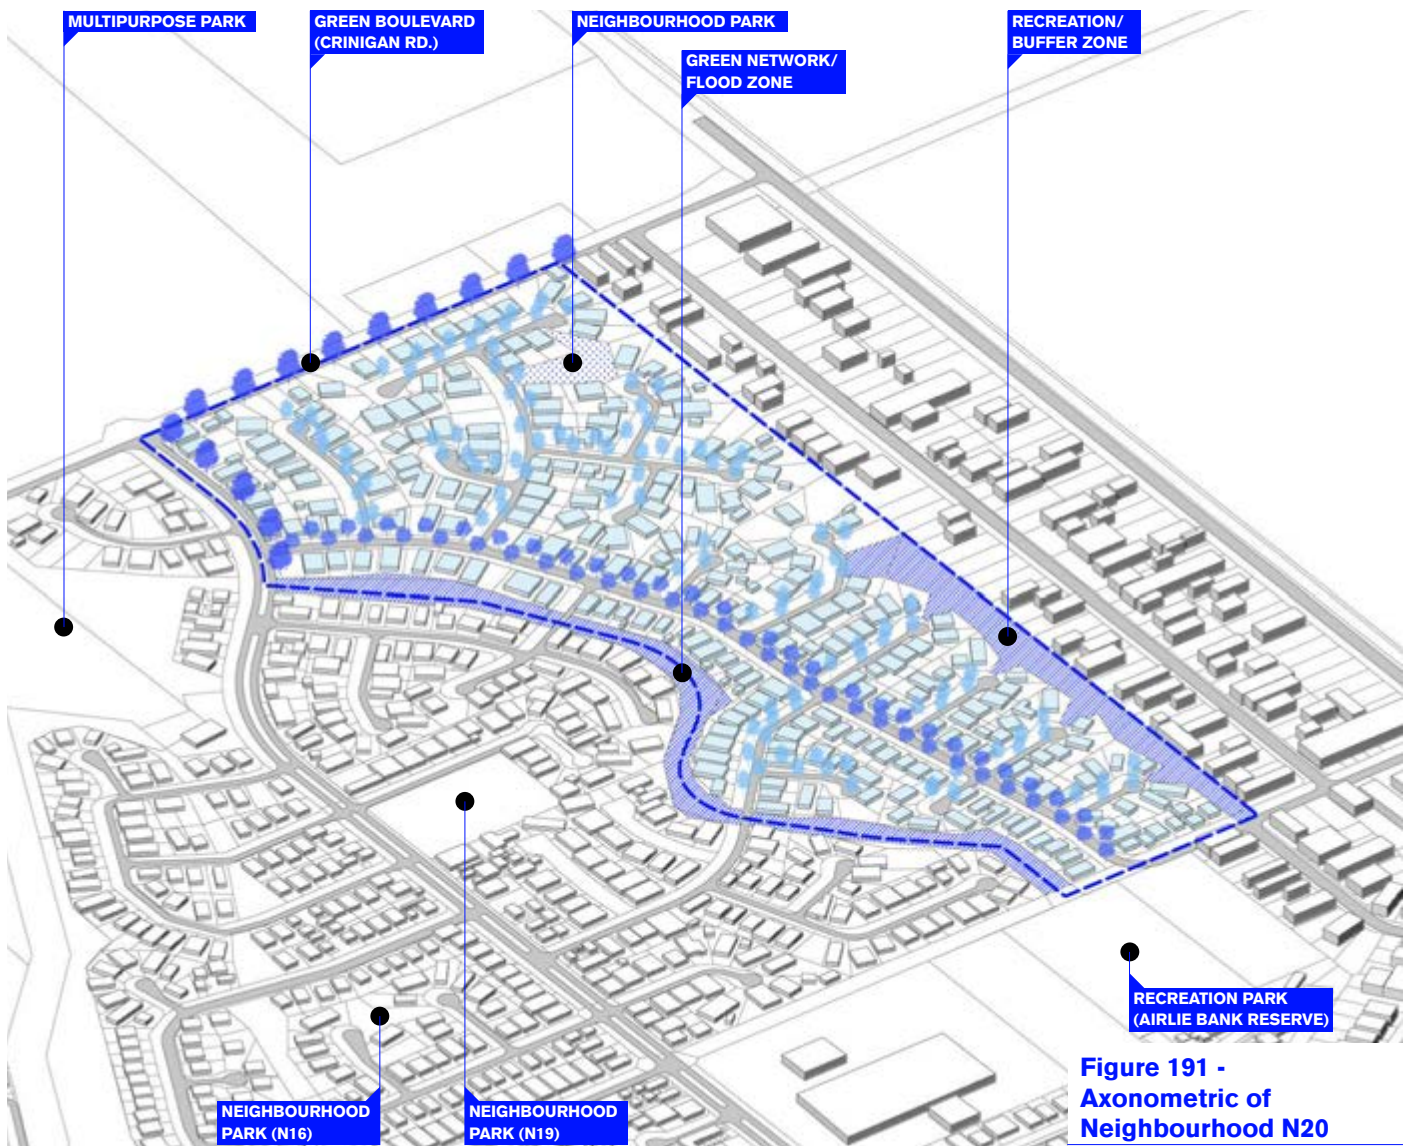 MULTIPURPOSE PARK
GREEN BOULEVARD
(CRINIGAN RD.)
NEIGHBOURHOOD PARK
GREEN NETWORK/
FLOOD ZONE
RECREATION/
BUFFER ZONE
RECREATION PARK
(AIRLIE BANK RESERVE)
NEIGHBOURHOOD
PARK (N16)
NEIGHBOURHOOD
PARK (N19)
Figure 191 -
Axonometric of
Neighbourhood N20